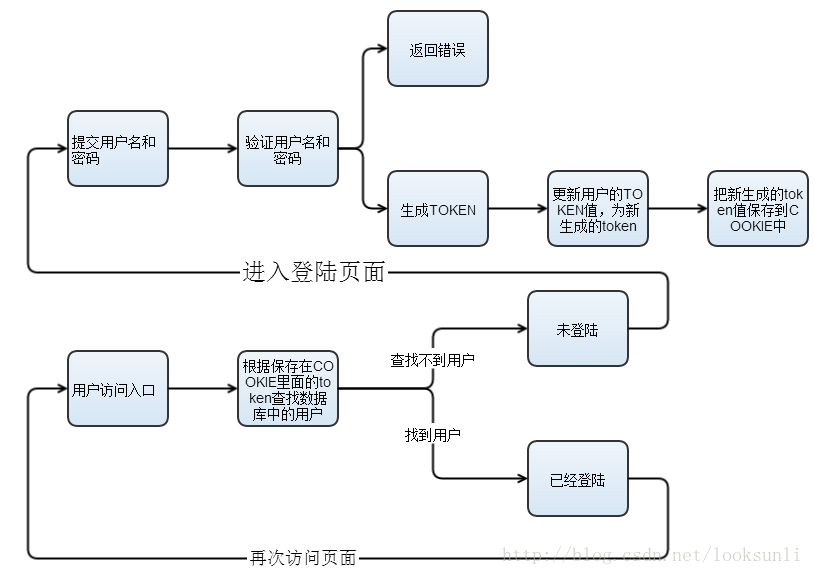 返回错误
提交用户名和
密码
验证用户名和
密码
生成TOKEN
更新用户的TO
KEN值，为新
生成的token
把新生成的tok
en值保存到C
OOKIE中
进入登陆页面
未登陆
查找不到用户
用户访问入口
根据保存在CO
OKIE里面的to
ken查找数据
库中的用户
找到用户
已经登陆
再次访问页面
http://blog.csdn.net/looksunli